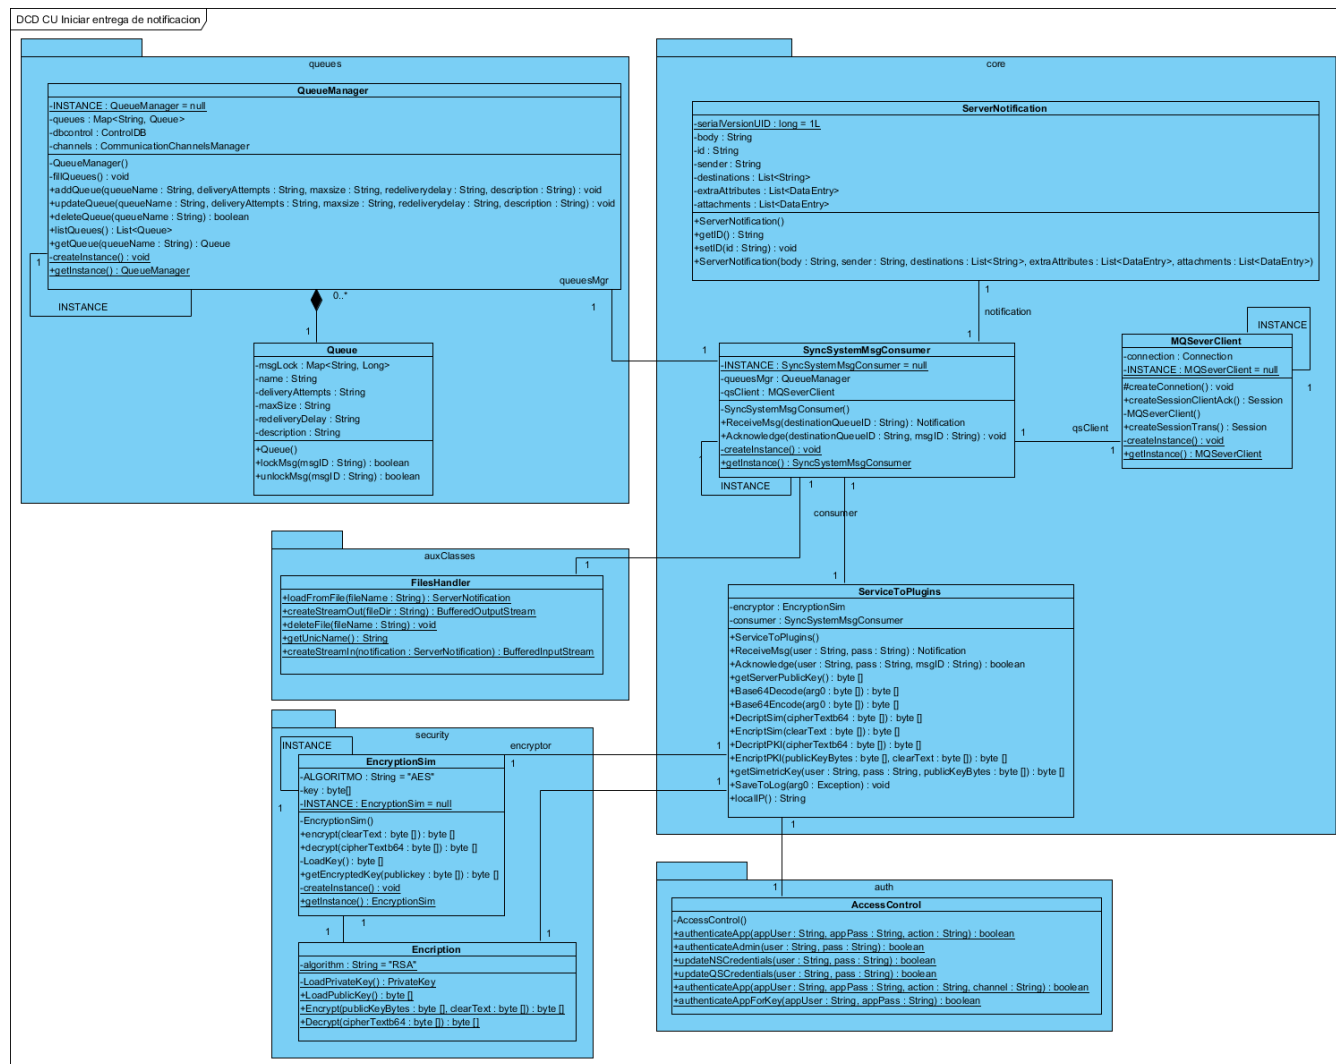 DCD CU Iniciar entrega de notificacion
queues
QueueManager
-INSTANCE : QueueManager = null
-queues : Map<String, Queue>
-dbcontrol : ControlDB
-channels : CommunicationChannelsManager
-QueueManager()
-fillQueues() : void
+addQueue(queueName : String, deliveryAttempts : String, maxsize : String, redeliverydelay : String, description : String) : void
+updateQueue(queueName : String, deliveryAttempts : String, maxsize : String, redeliverydelay : String, description : String) : void
+deleteQueue(queueName : String) : boolean
+listQueues() : List<Queue>
+getQueue(queueName : String) : Queue
-createInstance() : void
+getInstance() : QueueManager
1
INSTANCE
queuesMgr
1
0..*
1
Queue
-msgLock : Map<String, Long>
-name : String
-deliveryAttempts : String
-maxSize : String
-redeliveryDelay : String
-description : String
+Queue()
+lockMsg(msgID : String) : boolean
+unlockMsg(msgID : String) : boolean
core
ServerNotification
-serialVersionUID : long = 1L
-body : String
-id : String
-sender : String
-destinations : List<String>
-extraAttributes : List<DataEntry>
-attachments : List<DataEntry>
+ServerNotification()
+getID() : String
+setID(id : String) : void
+ServerNotification(body : String, sender : String, destinations : List<String>, extraAttributes : List<DataEntry>, attachments : List<DataEntry>)
1
notification
1
1
SyncSystemMsgConsumer
-INSTANCE : SyncSystemMsgConsumer = null
-queuesMgr : QueueManager
-qsClient : MQSeverClient
-SyncSystemMsgConsumer()
+ReceiveMsg(destinationQueueID : String) : Notification
+Acknowledge(destinationQueueID : String, msgID : String) : void
-createInstance() : void
+getInstance() : SyncSystemMsgConsumer
INSTANCE
1
1
consumer
1
qsClient
1
1
INSTANCE
1
MQSeverClient
-connection : Connection
-INSTANCE : MQSeverClient = null
#createConnetion() : void
+createSessionClientAck() : Session
-MQSeverClient()
+createSessionTrans() : Session
-createInstance() : void
+getInstance() : MQSeverClient
auxClasses
1
FilesHandler
+loadFromFile(fileName : String) : ServerNotification
+createStreamOut(fileDir : String) : BufferedOutputStream
+deleteFile(fileName : String) : void
+getUnicName() : String
+createStreamIn(notification : ServerNotification) : BufferedInputStream
ServiceToPlugins
-encryptor : EncryptionSim
-consumer : SyncSystemMsgConsumer
+ServiceToPlugins()
+ReceiveMsg(user : String, pass : String) : Notification
+Acknowledge(user : String, pass : String, msgID : String) : boolean
+getServerPublicKey() : byte []
+Base64Decode(arg0 : byte []) : byte []
+Base64Encode(arg0 : byte []) : byte []
+DecriptSim(cipherTextb64 : byte []) : byte []
+EncriptSim(clearText : byte []) : byte []
+DecriptPKI(cipherTextb64 : byte []) : byte []
+EncriptPKI(publicKeyBytes : byte [], clearText : byte []) : byte []
+getSimetricKey(user : String, pass : String, publicKeyBytes : byte []) : byte []
+SaveToLog(arg0 : Exception) : void
+localIP() : String
1
security
INSTANCE
encryptor
1
1
1
1
EncryptionSim
-ALGORITMO : String = "AES"
-key : byte[]
-INSTANCE : EncryptionSim = null
-EncryptionSim()
+encrypt(clearText : byte []) : byte []
+decrypt(cipherTextb64 : byte []) : byte []
-LoadKey() : byte []
+getEncryptedKey(publickey : byte []) : byte []
-createInstance() : void
+getInstance() : EncryptionSim
1
1
1
Encription
-algorithm : String = "RSA"
-LoadPrivateKey() : PrivateKey
+LoadPublicKey() : byte []
+Encrypt(publicKeyBytes : byte [], clearText : byte []) : byte []
+Decrypt(cipherTextb64 : byte []) : byte []
auth
1
AccessControl
-AccessControl()
+authenticateApp(appUser : String, appPass : String, action : String) : boolean
+authenticateAdmin(user : String, pass : String) : boolean
+updateNSCredentials(user : String, pass : String) : boolean
+updateQSCredentials(user : String, pass : String) : boolean
+authenticateApp(appUser : String, appPass : String, action : String, channel : String) : boolean
+authenticateAppForKey(appUser : String, appPass : String) : boolean